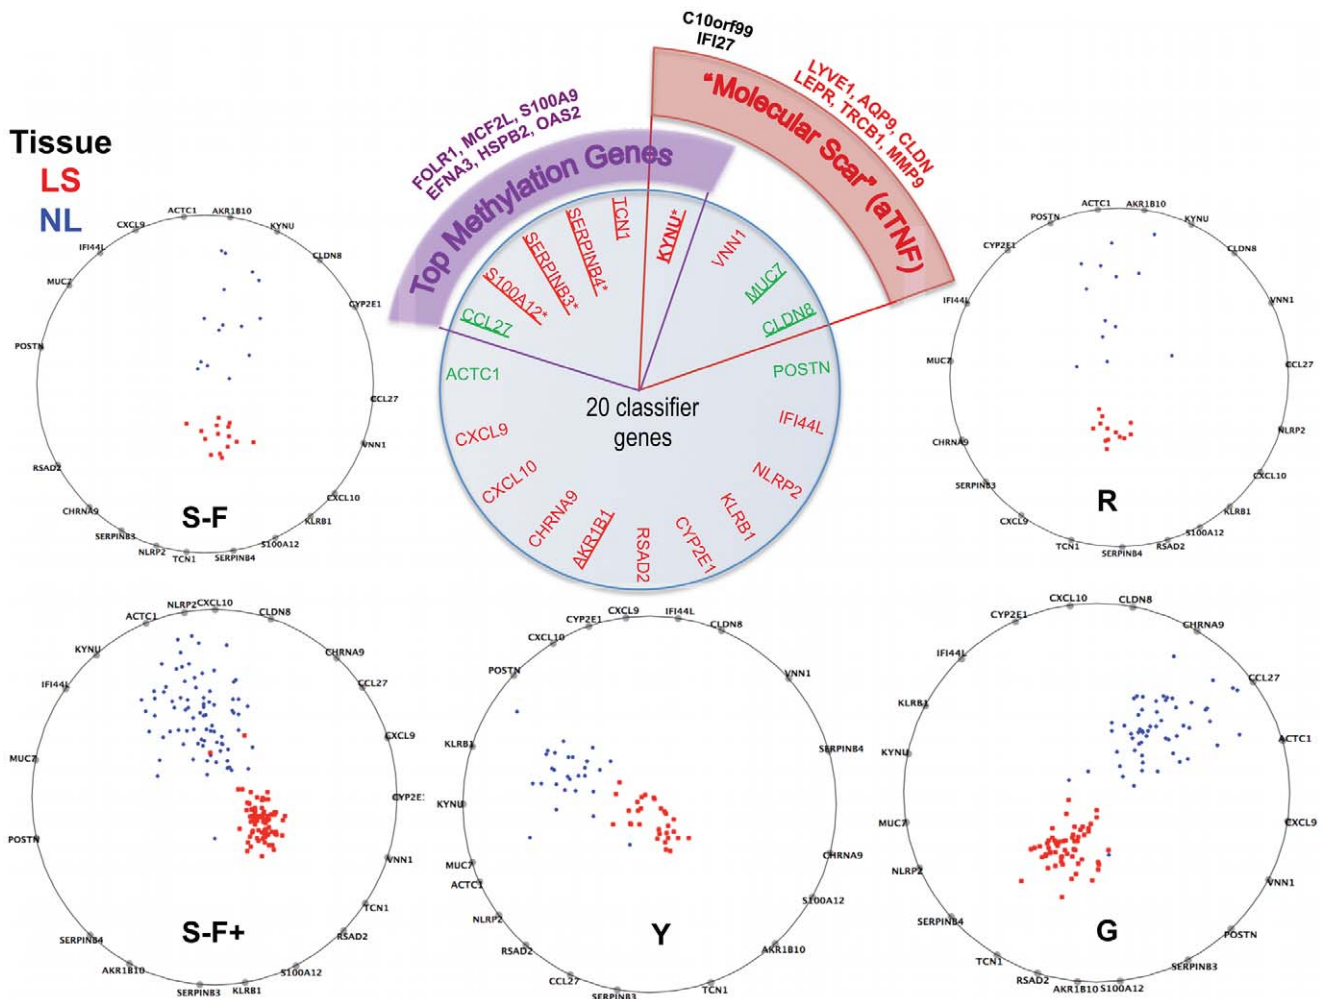 C10orf99
IFI27
"Molecular Scar" (aTNF)
LYVE1, AQP9, CLDN
LEPR, TRCB1, MMP9
FOLR1, MCF2L, S100A9
EFNA3, HSPB2, OAS2
Top Methylation Genes
Tissue
LS
NL
CCL27
S100A12*
SERPINB3*
SERPINB4*
TCN1
KYNU*
VNN1
MUC7
CLDN8
POSTN
IFI44L
NLRP2
KLRB1
CYP2E1
RSAD2
AKR1B1
CHRNA9
CXCL10
CXCL9
ACTC1
20 classifier
genes
ACTC1
AKR1B10
KYNU
CLDN8
CYP2E1
CCL27
VNN1
CXCL10
KLRB1
S100A12
SERPINB4
TCN1
NLRP2
SERPINB3
CHRNA9
RSAD2
POSTN
MUC7
IFI44L
CXCL9
S-F
ACTC1
AKR1B10
KYNU
CLDN8
VNN1
CCL27
NLRP2
CXCL10
KLRB1
S100A12
RSAD2
SERPINB4
TCN1
CXCL9
SERPINB3
CHRNA9
MUC7
IFI44L
CYP2E1
POSTN
R
NLRP2
CXCL10
CLDN8
CHRNA9
CCL27
CXCL9
CYP2E1
VNN1
TCN1
RSAD2
S100A12
KLRB1
SERPINB3
AKR1B10
SERPINB4
POSTN
MUC7
IFI44L
KYNU
ACTC1
S-F+
CXCL9
IFI44L
CLDN8
VNN1
SERPINB4
CHRNA9
S100A12
AKR1B10
TCN1
SERPINB3
CCL27
RSAD2
NLRP2
ACTC1
MUC7
KYNU
KLRB1
POSTN
CXCL10
CYP2E1
Y
CXCL10
CLDN8
CHRNA9
CCL27
ACTC1
CXCL9
VNN1
POSTN
SERPINB3
S100A12
AKR1B10
RSAD2
TCN1
SERPINB4
NLRP2
MUC7
KYNU
KLRB1
IFI44L
CYP2E1
G